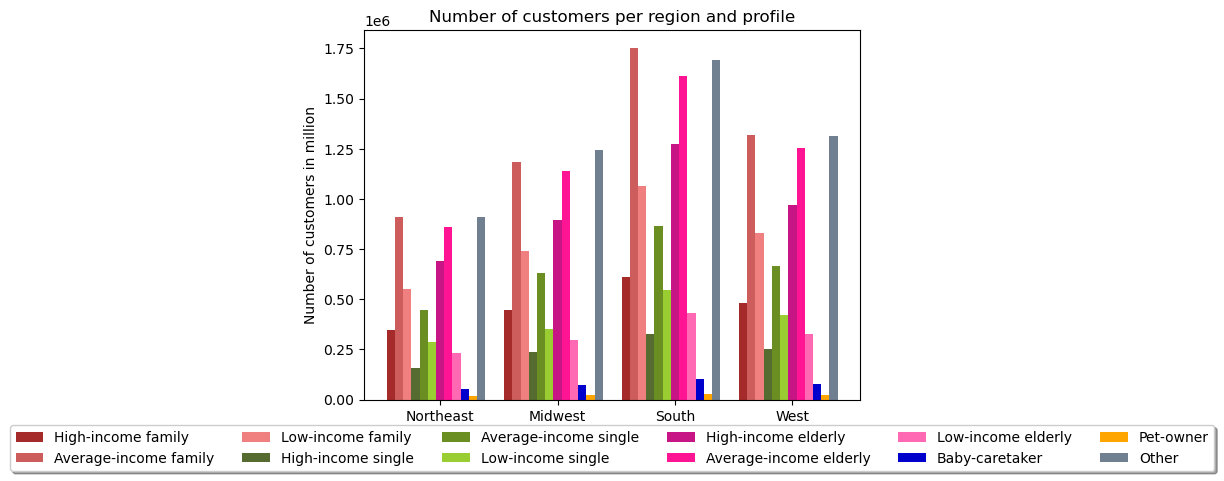 Number of customers per region and profile
1e6
1.75
1.50
1.25
1.00
0.75
0.50
0.25
0.00
Number of customers in million
Northeast Midwest South West
High-income family Low-income family Average-income single High-income elderly Low-income elderly Pet-owner
Average-income family High-income single Low-income single Average-income elderly Baby-caretaker Other